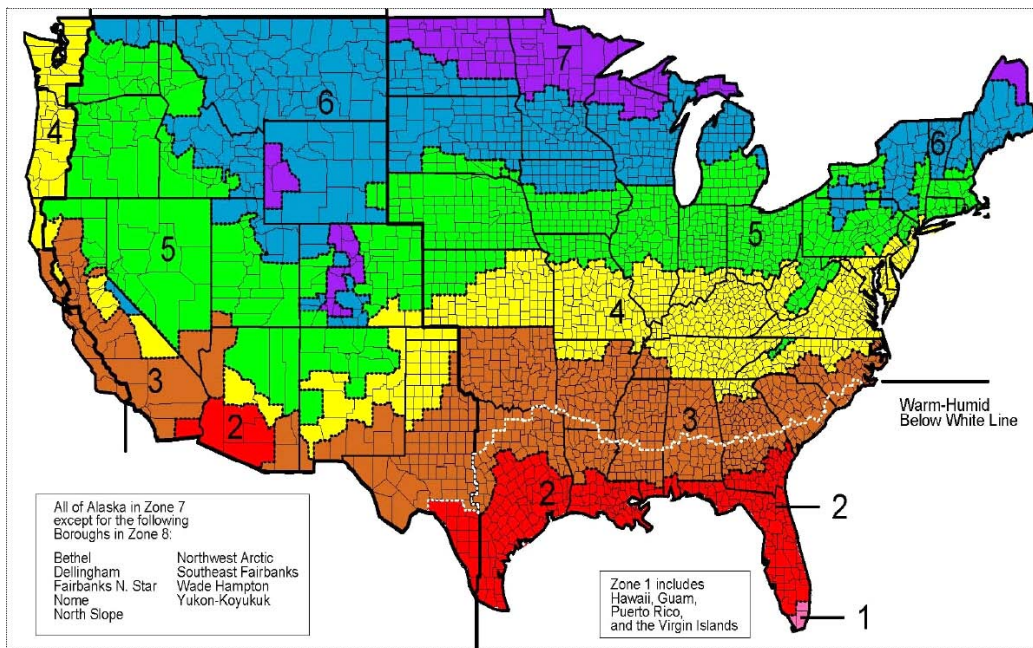 7
6
4
6
5
5
4
3
3
Warm-Humid
Below White Line
2
2
2
All of Alaska in Zone 7
except for the following
Boroughs in Zone 8:
Bethel Northwest Arctic
Dellingham Southeast Fairbanks
Fairbanks N. Star Wade Hampton
Nome Yukon-Koyukuk
North Slope
Zone 1 includes
Hawaii, Guam,
Puerto Rico,
and the Virgin Islands
1